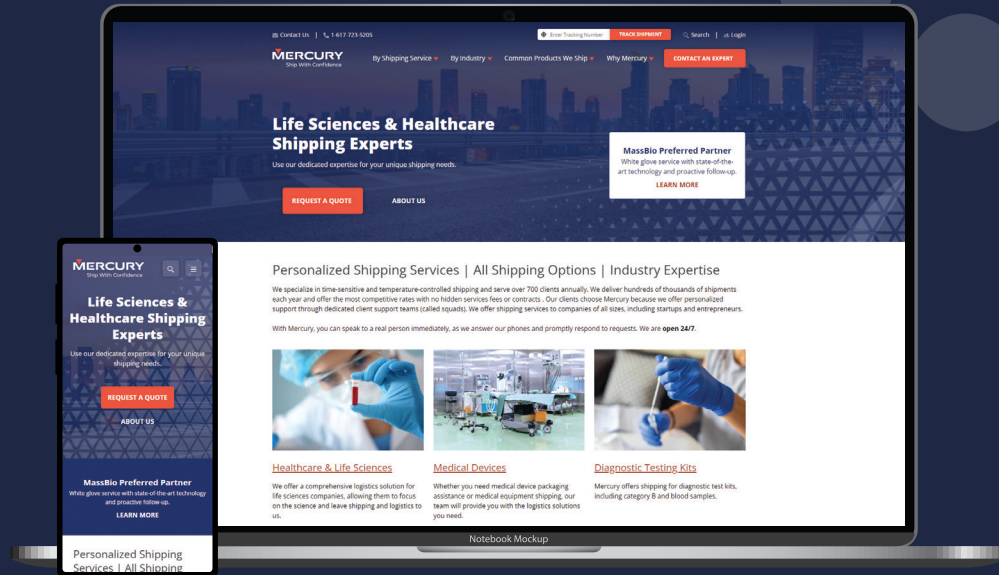 Contact Us | 1-617-723-5205
Enter Tracking Number
TRACK SHIPMENT
Search | Login
MERCURY
Ship With Confidence
By Shipping Service
By Industry
Common Products We Ship
Why Mercury
CONTACT AN EXPERT
Life Sciences & Healthcare
Shipping Experts
Use our dedicated expertise for your unique shipping needs.
REQUEST A QUOTE
ABOUT US
MassBio Preferred Partner
White glove service with state-of-the-
art technology and proactive follow-up.
LEARN MORE
Personalized Shipping Services | All Shipping Options | Industry Expertise
We specialize in time-sensitive and temperature-controlled shipping and serve over 700 clients annually. We deliver hundreds of thousands of shipments
each year and offer the most competitive rates with no hidden services fees or contracts . Our clients choose Mercury because we offer personalized
support through dedicated client support teams (called squads). We offer shipping services to companies of all sizes, including startups and entrepreneurs.
With Mercury, you can speak to a real person immediately, as we answer our phones and promptly respond to requests. We are open 24/7.
Healthcare & Life Sciences
We offer a comprehensive logistics solution for
life sciences companies, allowing them to focus
on the science and leave shipping and logistics to
us.
Medical Devices
Whether you need medical device packaging
assistance or medical equipment shipping, our
team will provide you with the logistics solutions
you need.
Diagnostic Testing Kits
Mercury offers shipping for diagnostic test kits,
including category B and blood samples.
Notebook Mockup
MERCURY
Ship With Confidence
Life Sciences &
Healthcare Shipping
Experts
Use our dedicated expertise for your unique
shipping needs.
REQUEST A QUOTE
ABOUT US
MassBio Preferred Partner
White glove service with state-of-the-art technology
and proactive follow-up.
LEARN MORE
Personalized Shipping
Services | All Shipping